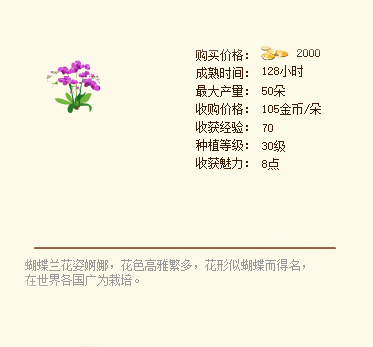 购买价格： 2000
成熟时间： 128小时
最大产量： 50朵
收购价格： 105金币/朵
收获经验： 70
种植等级： 30级
收获魅力： 8点
蝴蝶兰花姿婀娜，花色高雅繁多，花形似蝴蝶而得名，
在世界各国广为栽培。